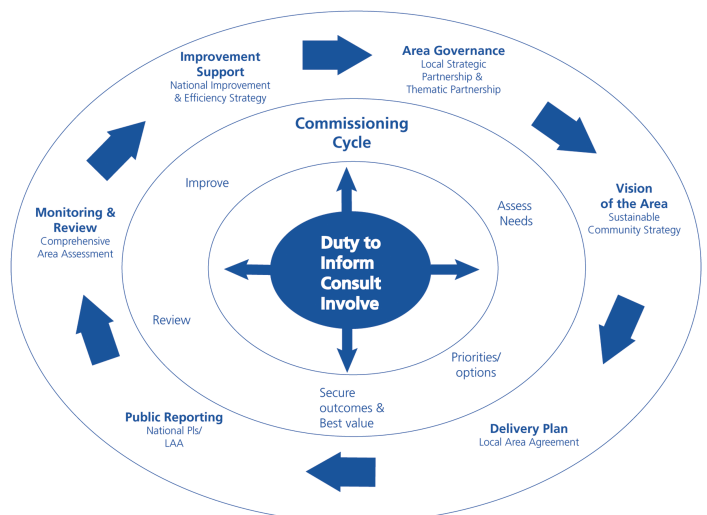 Improvement
Support
National Improvement
& Efficiency Strategy
Area Governance
Local Strategic
Partnership &
Thematic Partnership
Vision
of the Area
Sustainable
Community Strategy
Delivery Plan
Local Area Agreement
Public Reporting
National PIs/
LAA
Monitoring &
Review
Comprehensive
Area Assessment
Commissioning
Cycle
Assess
Needs
Priorities/
options
Secure
outcomes &
Best value
Review
Improve
Duty to
Inform
Consult
Involve